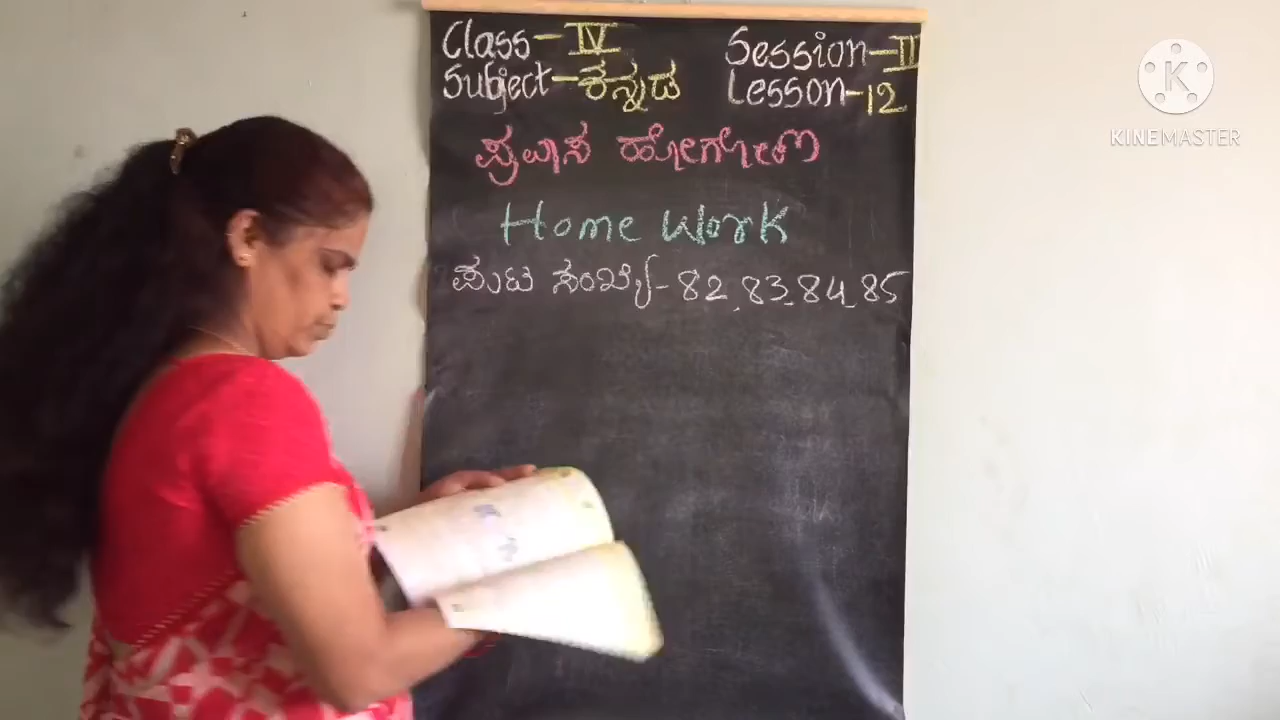 Class-IV Session-II
Subject-ಕನ್ನಡ Lesson-12
ಪ್ರವಾಸ ಹೋಗೋಣ
Home Work
ಪುಟ ಸಂಖ್ಯೆ-82,83,84,85
K
KINEMASTER